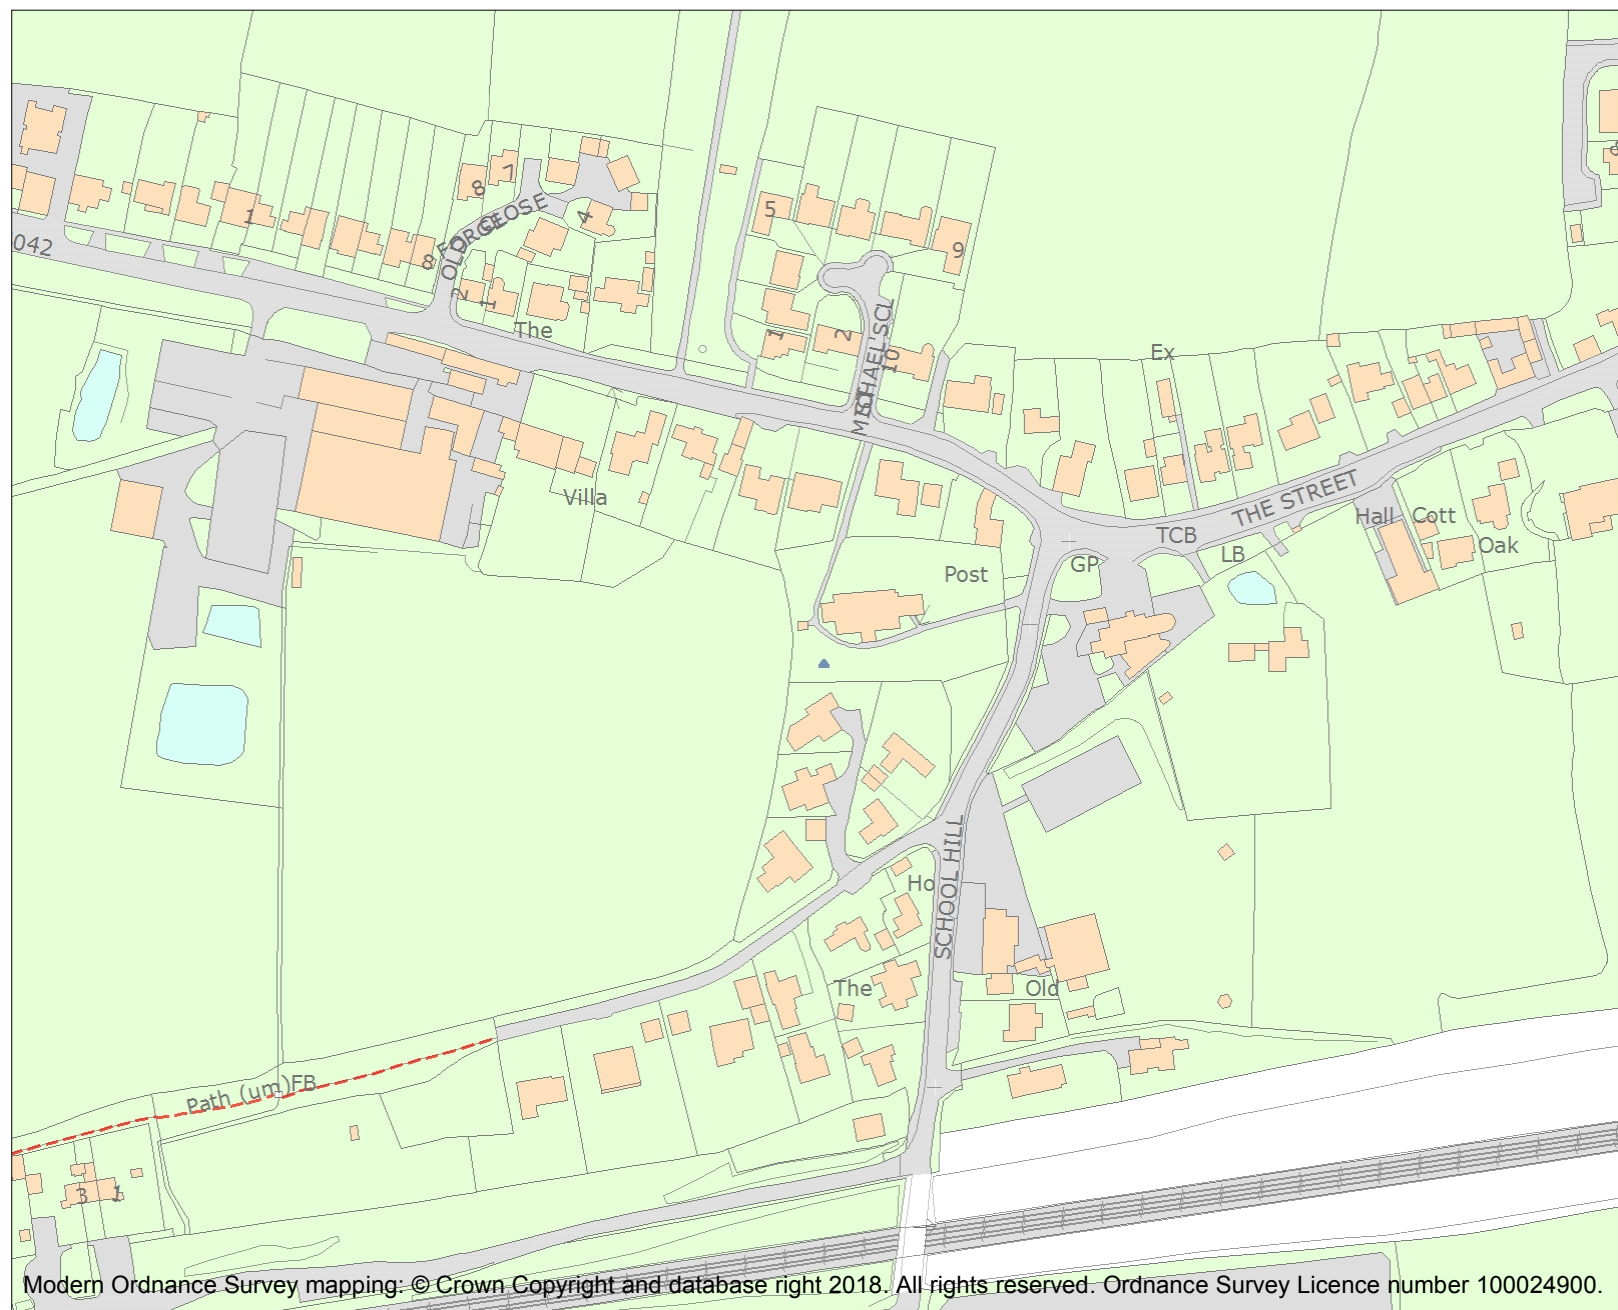 8
7
OLD FORGE CLOSE
4
1
042
8
2
1
The
5
9
1
2
10
ST MICHAEL'S CL
Ex
Villa
THE STREET
TCB
Hall
Cott
LB
Oak
GP
Post
SCHOOL HILL
Ho
The
Old
Path (um)
FB
3
1
Modern Ordnance Survey mapping: © Crown Copyright and database right 2018. All rights reserved. Ordnance Survey Licence number 100024900.